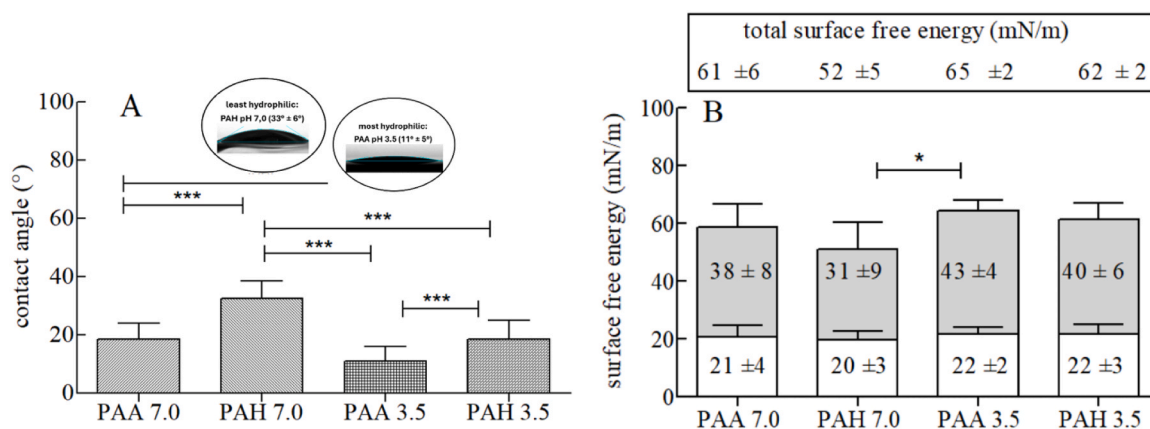 A
contact angle (°)
100
80
60
40
20
0
least hydrophilic:
PAH pH 7,0 (33° ± 6°)
most hydrophilic:
PAA pH 3.5 (11° ± 5°)
***
***
***
***
PAA 7.0 PAH 7.0 PAA 3.5 PAH 3.5
total surface free energy (mN/m)
61 ±6 52 ±5 65 ±2 62 ± 2
B
surface free energy (mN/m)
100
80
60
40
20
0
*
38 ± 8 31 ±9 43 ±4 40 ± 6
21 ±4 20 ±3 22 ±2 22 ±3
PAA 7.0 PAH 7.0 PAA 3.5 PAH 3.5